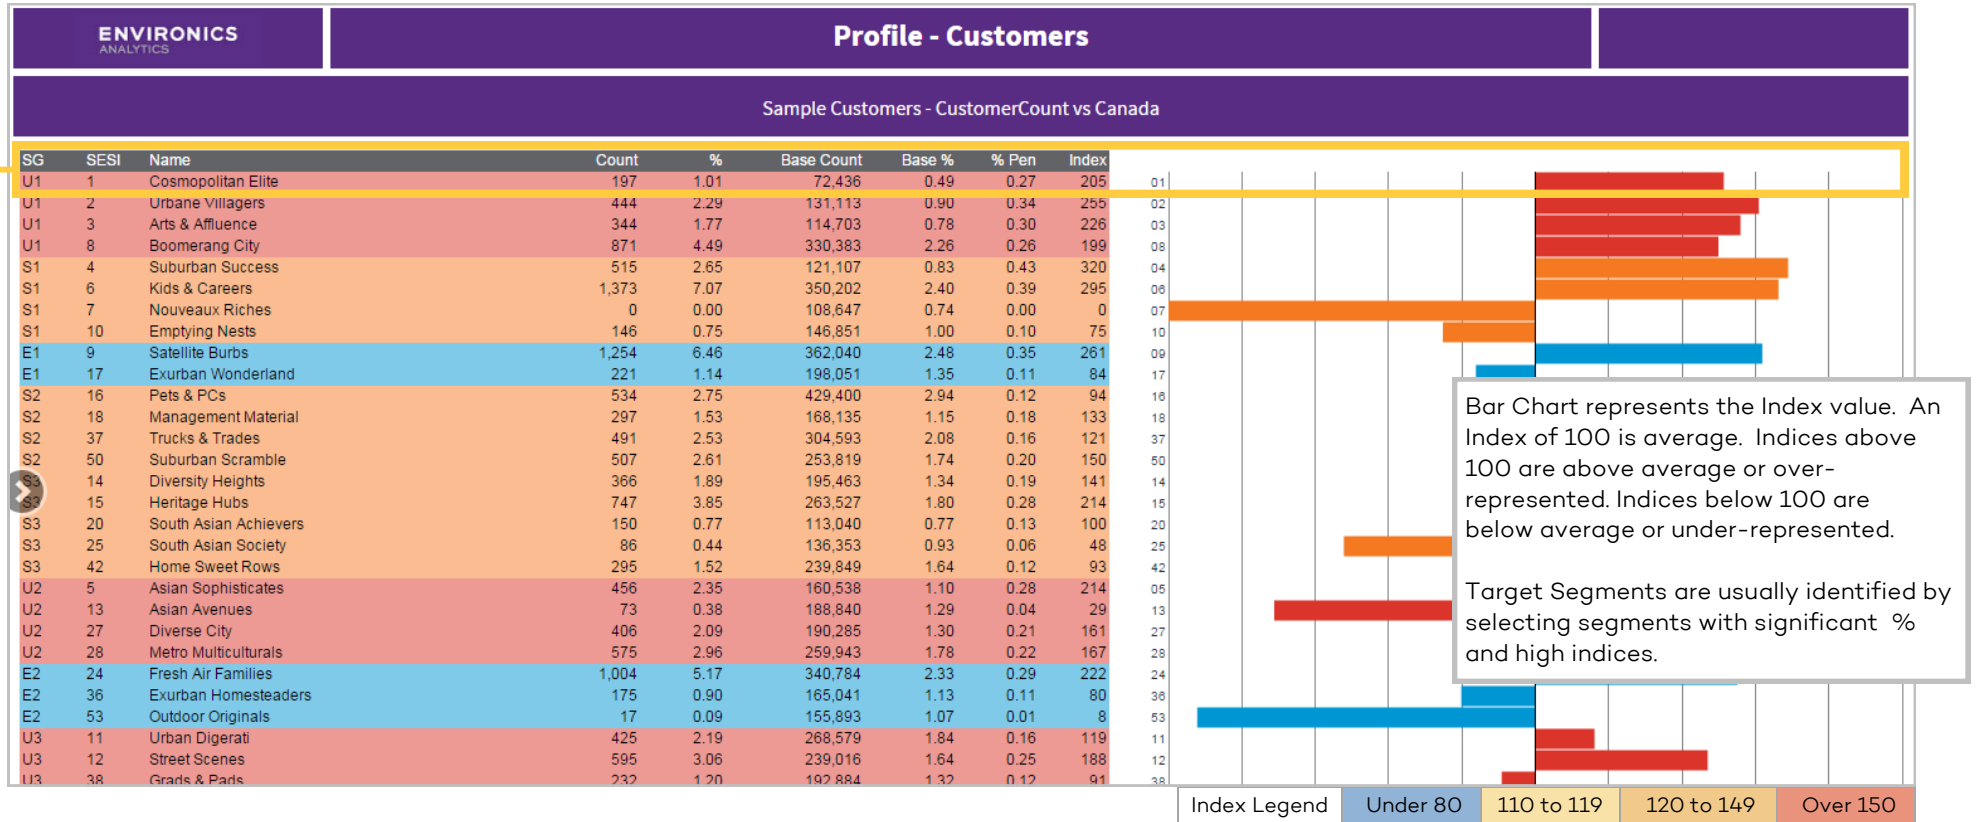 ENVIRONICS
ANALYTICS
Profile - Customers
Sample Customers - CustomerCount vs Canada
SG SESI Name Count % Base Count Base % % Pen Index
U1 1 Cosmopolitan Elite 197 1.01 72,436 0.49 0.27 205 01
U1 2 Urbane Villagers 444 2.29 131,113 0.90 0.34 255 02
U1 3 Arts & Affluence 344 1.77 114,703 0.78 0.30 226 03
U1 8 Boomerang City 871 4.49 330,383 2.26 0.26 199 08
S1 4 Suburban Success 515 2.65 121,107 0.83 0.43 320 04
S1 6 Kids & Careers 1,373 7.07 350,202 2.40 0.39 295 06
S1 7 Nouveaux Riches 0 0.00 108,647 0.74 0.00 0 07
S1 10 Emptying Nests 146 0.75 146,851 1.00 0.10 75 10
E1 9 Satellite Burbs 1,254 6.46 362,040 2.48 0.35 261 09
E1 17 Exurban Wonderland 221 1.14 198,051 1.35 0.11 84 17
S2 16 Pets & PCs 534 2.75 429,400 2.94 0.12 94 16
S2 18 Management Material 297 1.53 168,135 1.15 0.18 133 18
S2 37 Trucks & Trades 491 2.53 304,593 2.08 0.16 121 37
S2 50 Suburban Scramble 507 2.61 253,819 1.74 0.20 150 50
S3 14 Diversity Heights 366 1.89 195,463 1.34 0.19 141 14
S3 15 Heritage Hubs 747 3.85 263,527 1.80 0.28 214 15
S3 20 South Asian Achievers 150 0.77 113,040 0.77 0.13 100 20
S3 25 South Asian Society 86 0.44 136,353 0.93 0.06 48 25
S3 42 Home Sweet Rows 295 1.52 239,849 1.64 0.12 93 42
U2 5 Asian Sophisticates 456 2.35 160,538 1.10 0.28 214 05
U2 13 Asian Avenues 73 0.38 188,840 1.29 0.04 29 13
U2 27 Diverse City 406 2.09 190,285 1.30 0.21 161 27
U2 28 Metro Multiculturals 575 2.96 259,943 1.78 0.22 167 28
E2 24 Fresh Air Families 1,004 5.17 340,784 2.33 0.29 222 24
E2 36 Exurban Homesteaders 175 0.90 165,041 1.13 0.11 80 36
E2 53 Outdoor Originals 17 0.09 155,893 1.07 0.01 8 53
U3 11 Urban Digerati 425 2.19 268,579 1.84 0.16 119 11
U3 12 Street Scenes 595 3.06 239,016 1.64 0.25 188 12
U3 38 Grads & Pads 232 1.20 192,884 1.32 0.12 91 38
Bar Chart represents the Index value. An
Index of 100 is average. Indices above
100 are above average or over-
represented. Indices below 100 are
below average or under-represented.
Target Segments are usually identified by
selecting segments with significant %
and high indices.
Index Legend Under 80 110 to 119 120 to 149 Over 150